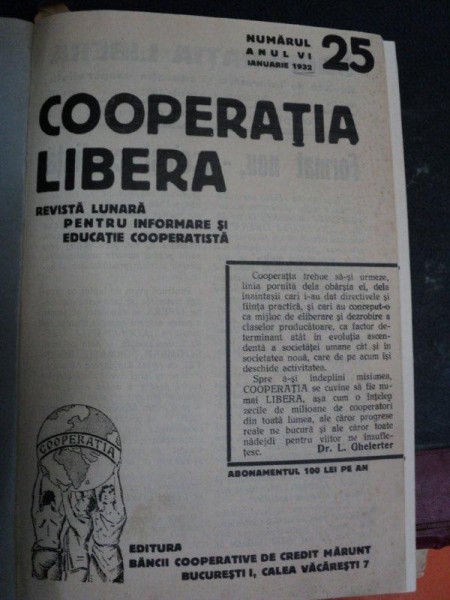 NUMĂRUL
ANUL VI
IANUARIE 1932
25
COOPERAŢIA
LIBERA
REVISTĂ LUNARĂ
PENTRU INFORMARE ŞI
EDUCAŢIE COOPERATISTĂ
Cooperaţia trebue să-şi urmeze,
linia pornită dela obârşia ei, dela
inaintaşii cari i-au dat directivele şi
fiinţa practică, şi cari au conceput-o
ca mijloc de eliberare şi dezrobire a
claselor producătoare, ca factor de-
terminant atât în evoluţia ascen-
dentă a societăţei umane cât şi în
societatea nouă, care de pe acum îşi
deschide activitatea.
Spre a-şi îndeplini misiunea,
COOPERAŢIA se cuvine să fie nu-
mai LIBERA, aşa cum o înţelep
zecile de milioane de cooperatori
din toată lumea, ale căror progrese
reale ne bucură şi ale căror toate
nădejdi pentru viitor ne insufle-
ţesc.
Dr. L. Ghelerter
ABONAMENTUL 100 LEI PE AN
COOPERAŢIA
EDITURA
BĂNCII COOPERATIVE DE CREDIT MĂRUNT
BUCUREŞTI I, CALEA VĂCĂREŞTI 7